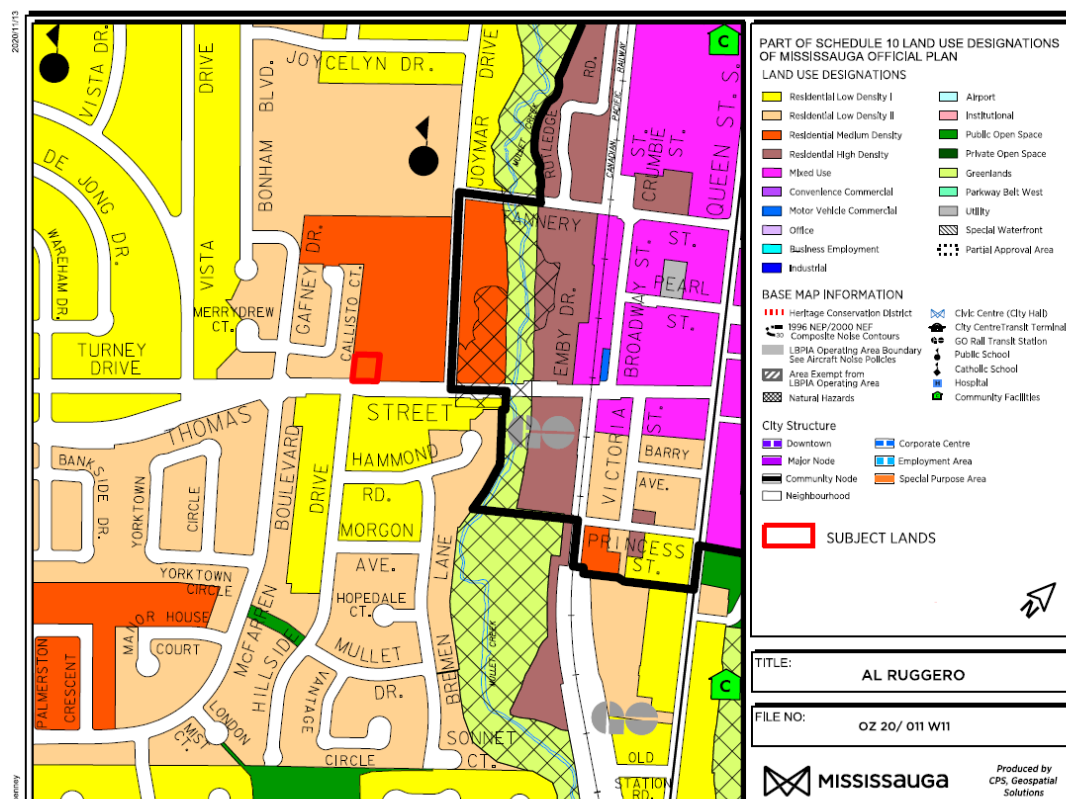 2020/11/13
VISTA DR.
DRIVE
BONHAM BLVD.
JOYCELYN DR.
JOYMAR DRIVE
MULLET CREEK
RUTLEDGE RD.
CANADIAN PACIFIC RAILWAY
CRUMBIE ST.
ST.
QUEEN ST. S.
C
DE JONG DR.
WAREHAM DR.
VISTA
MERRYDREW CT.
GAFNEY DR.
CALLISTO CT.
ANNERY ST.
EMBY DR.
BROADWAY ST.
PEARL ST.
TURNEY DRIVE
THOMAS STREET
GO
HAMMOND RD.
VICTORIA ST.
BARRY AVE.
BANKSIDE DR.
YORKTOWN CIRCLE
BOULEVARD
DRIVE
MORGON AVE.
PRINCESS ST.
YORKTOWN CIRCLE
HOPEDALE CT.
LANE
MANOR HOUSE COURT
MCFARREN
HILLSIDE
MULLET DR.
BREMEN
MULLET CREEK
PALMERSTON CRESCENT
VANTAGE
LONDON
MIST CT.
CIRCLE
SONNET CT.
C
GO
OLD STATION RD.
PART OF SCHEDULE 10 LAND USE DESIGNATIONS
OF MISSISSAUGA OFFICIAL PLAN
LAND USE DESIGNATIONS
Residential Low Density I
Residential Low Density II
Residential Medium Density
Residential High Density
Mixed Use
Convenience Commercial
Motor Vehicle Commercial
Office
Business Employment
Industrial
Airport
Institutional
Public Open Space
Private Open Space
Greenlands
Parkway Belt West
Utility
Special Waterfront
Partial Approval Area
BASE MAP INFORMATION
Heritage Conservation District
1996 NEP/2000 NEF
Composite Noise Contours
LBPIA Operating Area Boundary
See Aircraft Noise Policies
Area Exempt from
LBPIA Operating Area
Natural Hazards
Civic Centre (City Hall)
City Centre Transit Terminal
GO Rail Transit Station
Public School
Catholic School
Hospital
Community Facilities
City Structure
Downtown
Major Node
Community Node
Neighbourhood
Corporate Centre
Employment Area
Special Purpose Area
SUBJECT LANDS
N
TITLE:
AL RUGGERO
FILE NO:
OZ 20/ 011 W11
MISSISSAUGA
Produced by
CPS, Geospatial
Solutions